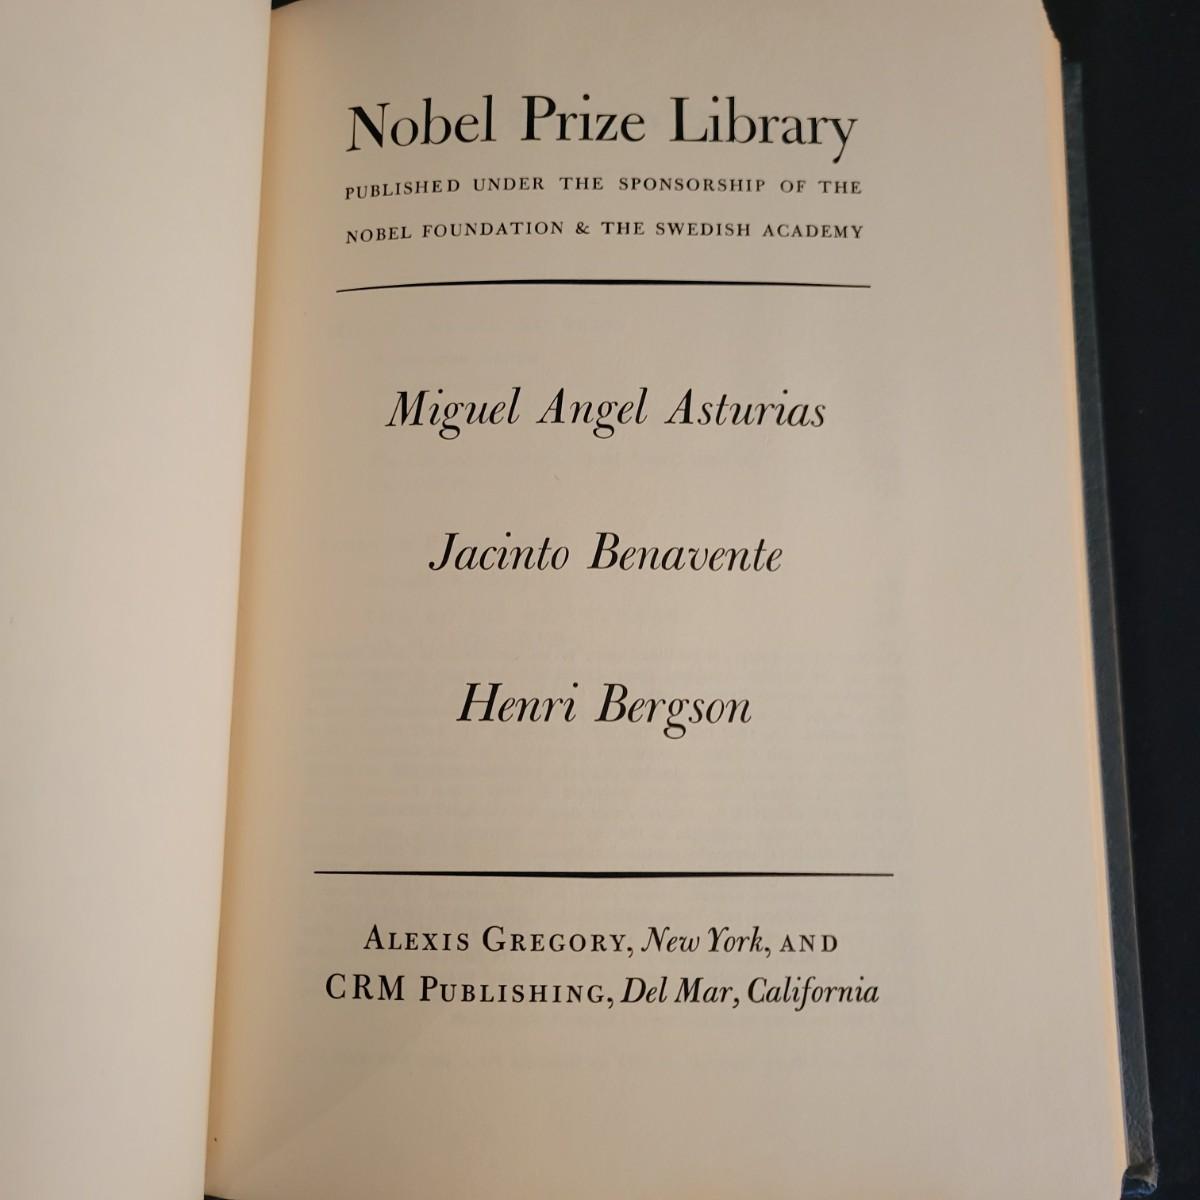 Nobel Prize Library
PUBLISHED UNDER THE SPONSORSHIP OF THE
NOBEL FOUNDATION & THE SWEDISH ACADEMY
Miguel Angel Asturias
Jacinto Benavente
Henri Bergson
ALEXIS GREGORY, New York, AND
CRM PUBLISHING, Del Mar, California